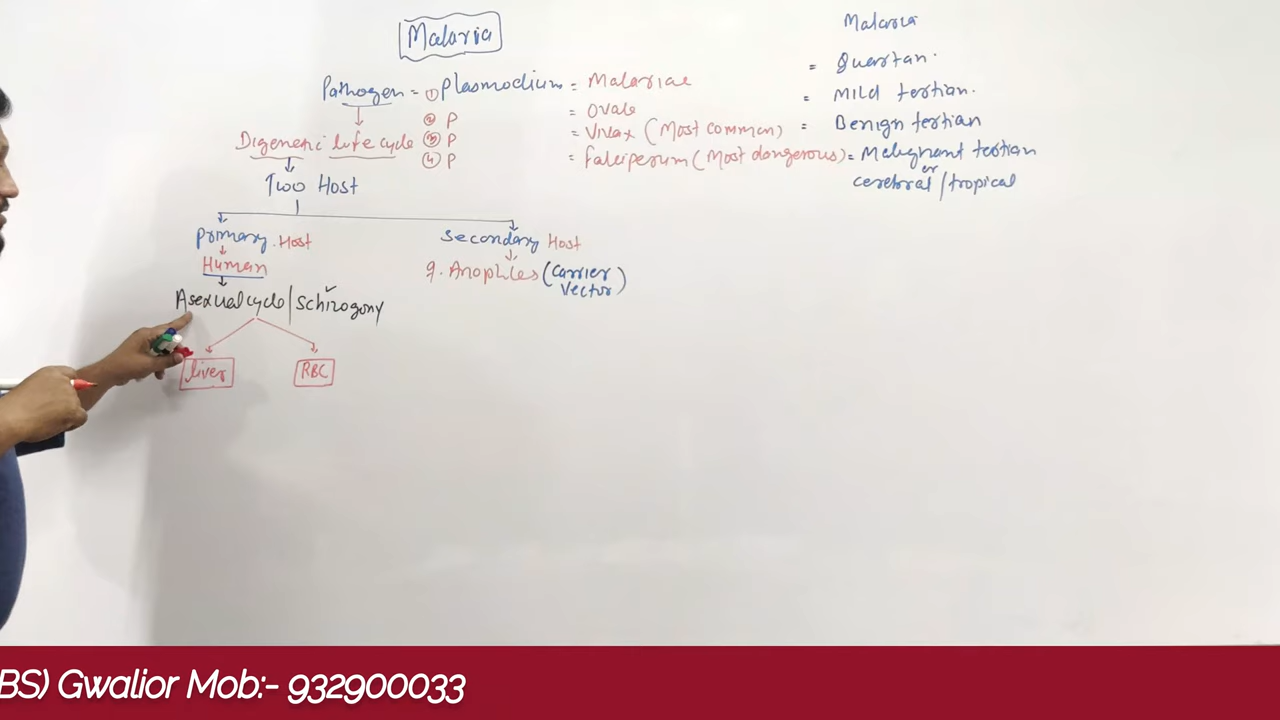 Malaria
Malaria
Pathogen = ① Plasmodium = Malariae = Quartan.
② P = Ovale = Mild tertian.
Digenetic life cycle ③ P = Vivax (Most common) = Benign tertian
④ P = falciperum (Most dangerous) = Malignant tertian
or
cerebral / tropical
Two Host
Primary Host
Secondary Host
Human
♀. Anophles (Carrier
Vector)
Asexual cycle / Schizogony
liver
RBC
BS) Gwalior Mob:- 932900033